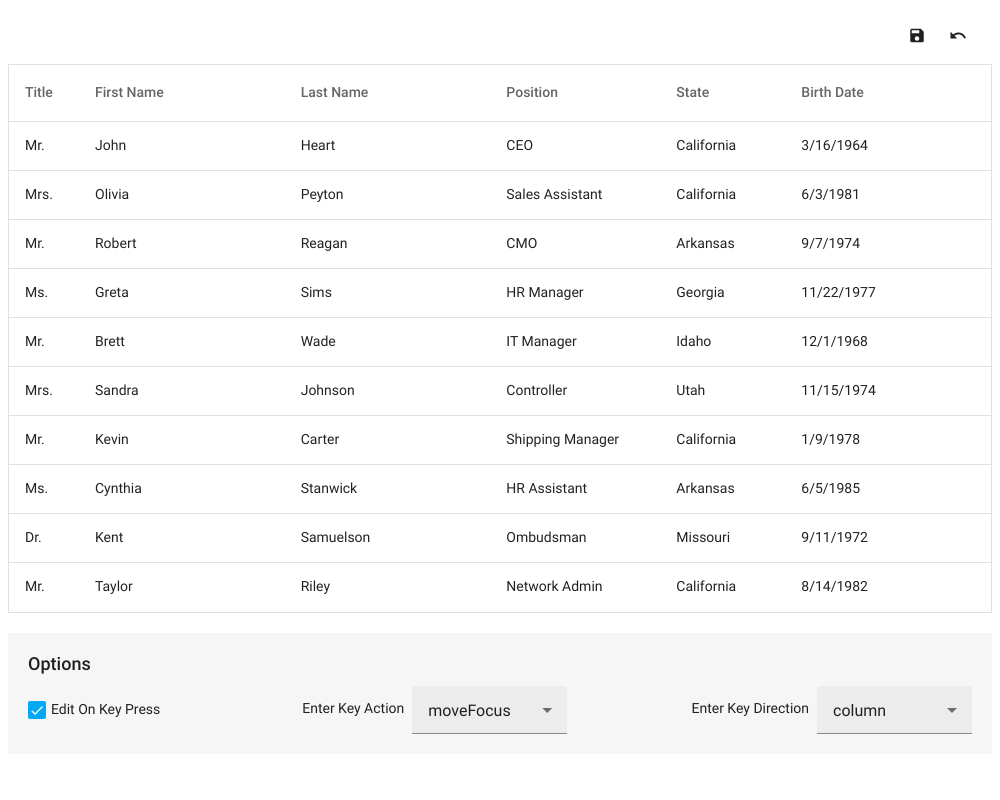 Title First Name Last Name Position State Birth Date
Mr. John Heart CEO California 3/16/1964
Mrs. Olivia Peyton Sales Assistant California 6/3/1981
Mr. Robert Reagan CMO Arkansas 9/7/1974
Ms. Greta Sims HR Manager Georgia 11/22/1977
Mr. Brett Wade IT Manager Idaho 12/1/1968
Mrs. Sandra Johnson Controller Utah 11/15/1974
Mr. Kevin Carter Shipping Manager California 1/9/1978
Ms. Cynthia Stanwick HR Assistant Arkansas 6/5/1985
Dr. Kent Samuelson Ombudsman Missouri 9/11/1972
Mr. Taylor Riley Network Admin California 8/14/1982
Options
Edit On Key Press Enter Key Action moveFocus Enter Key Direction column